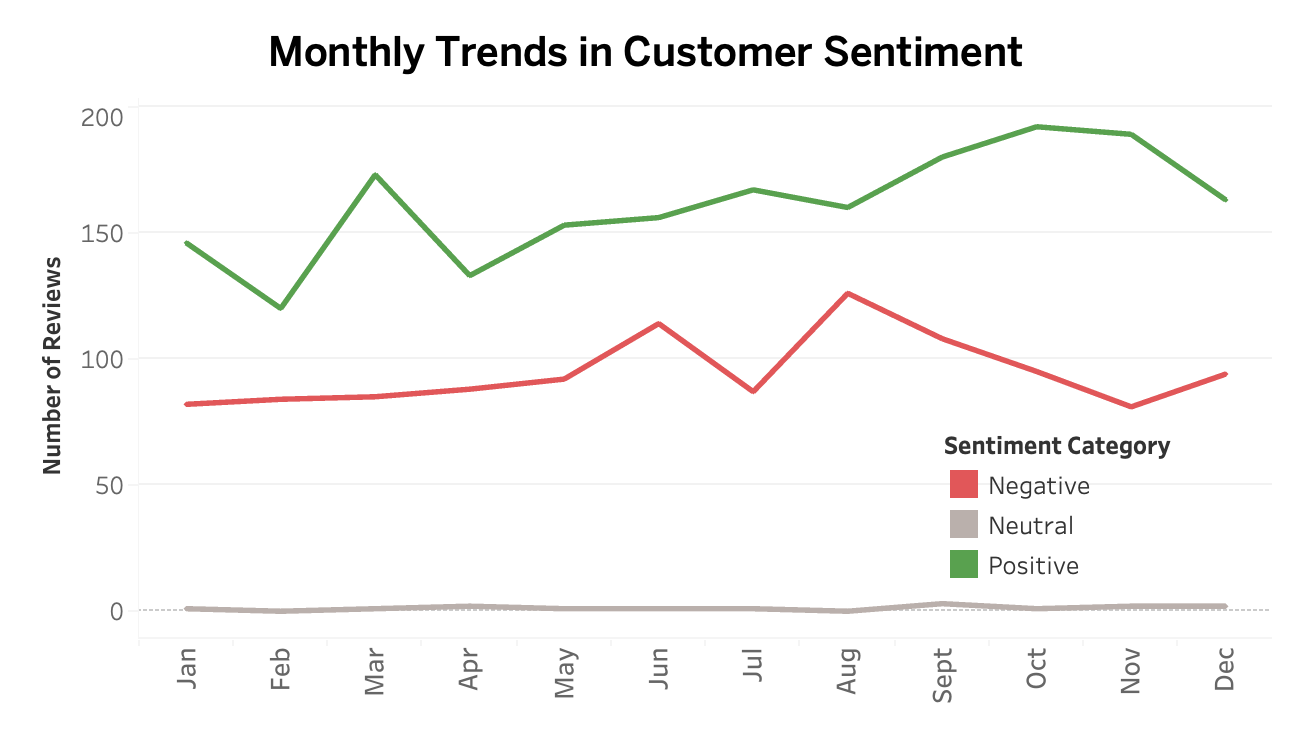 Monthly Trends in Customer Sentiment
200
150
100
50
0
Number of Reviews
Sentiment Category
Negative
Neutral
Positive
Jan
Feb
Mar
Apr
May
Jun
Jul
Aug
Sept
Oct
Nov
Dec